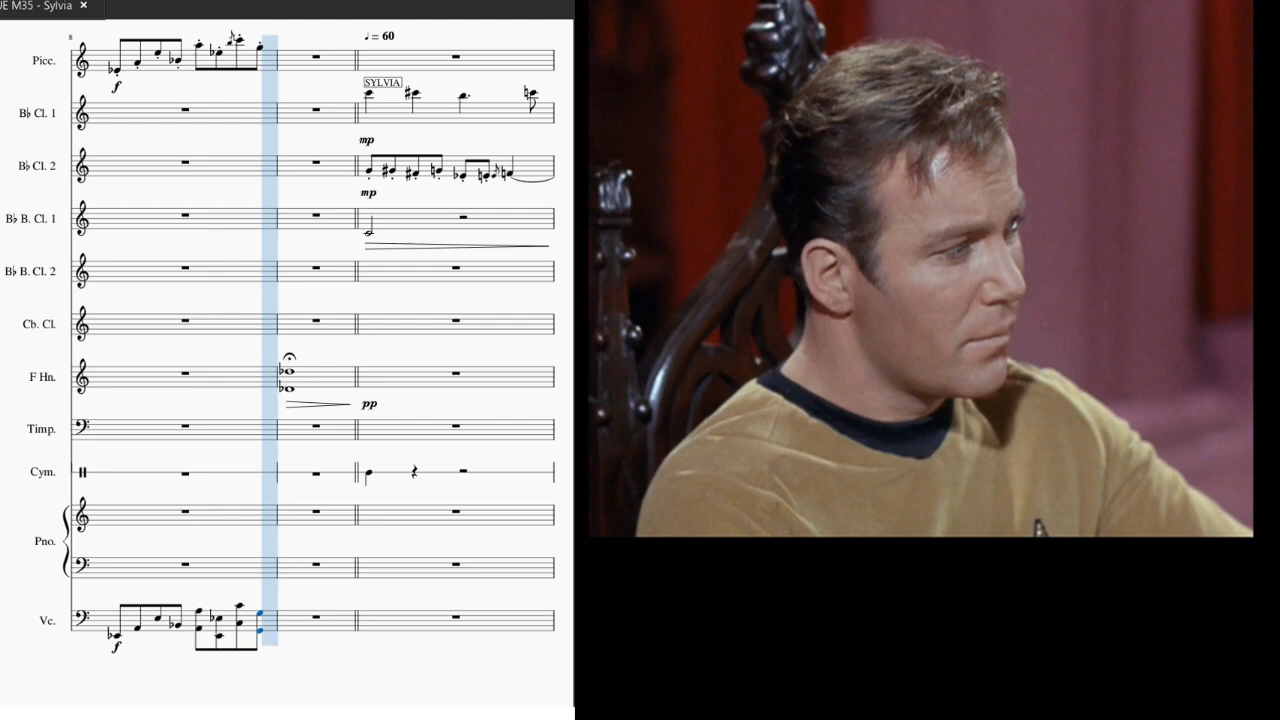 UE M35 - Sylvia ×
8
Picc.
f
♩ = 60
SYLVIA
B♭ Cl. 1
mp
B♭ Cl. 2
mp
B♭ B. Cl. 1
B♭ B. Cl. 2
Cb. Cl.
F Hn.
pp
Timp.
Cym.
Pno.
Vc.
f